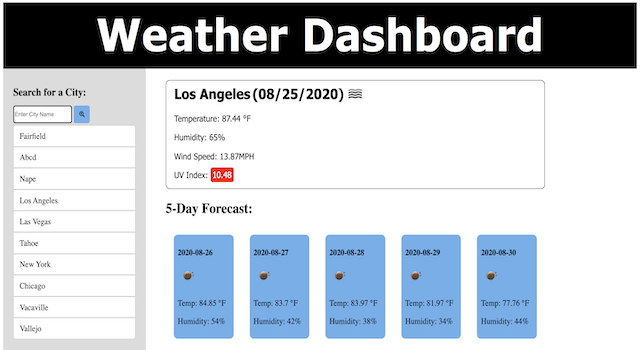 Weather Dashboard
Search for a City:
Enter City Name
Fairfield
Abcd
Nape
Los Angeles
Las Vegas
Tahoe
New York
Chicago
Vacaville
Vallejo
Los Angeles (08/25/2020)
Temperature: 87.44 °F
Humidity: 65%
Wind Speed: 13.87MPH
UV Index: 10.48
5-Day Forecast:
2020-08-26
Temp: 84.85 °F
Humidity: 54%
2020-08-27
Temp: 83.7 °F
Humidity: 42%
2020-08-28
Temp: 83.97 °F
Humidity: 38%
2020-08-29
Temp: 81.97 °F
Humidity: 34%
2020-08-30
Temp: 77.76 °F
Humidity: 44%